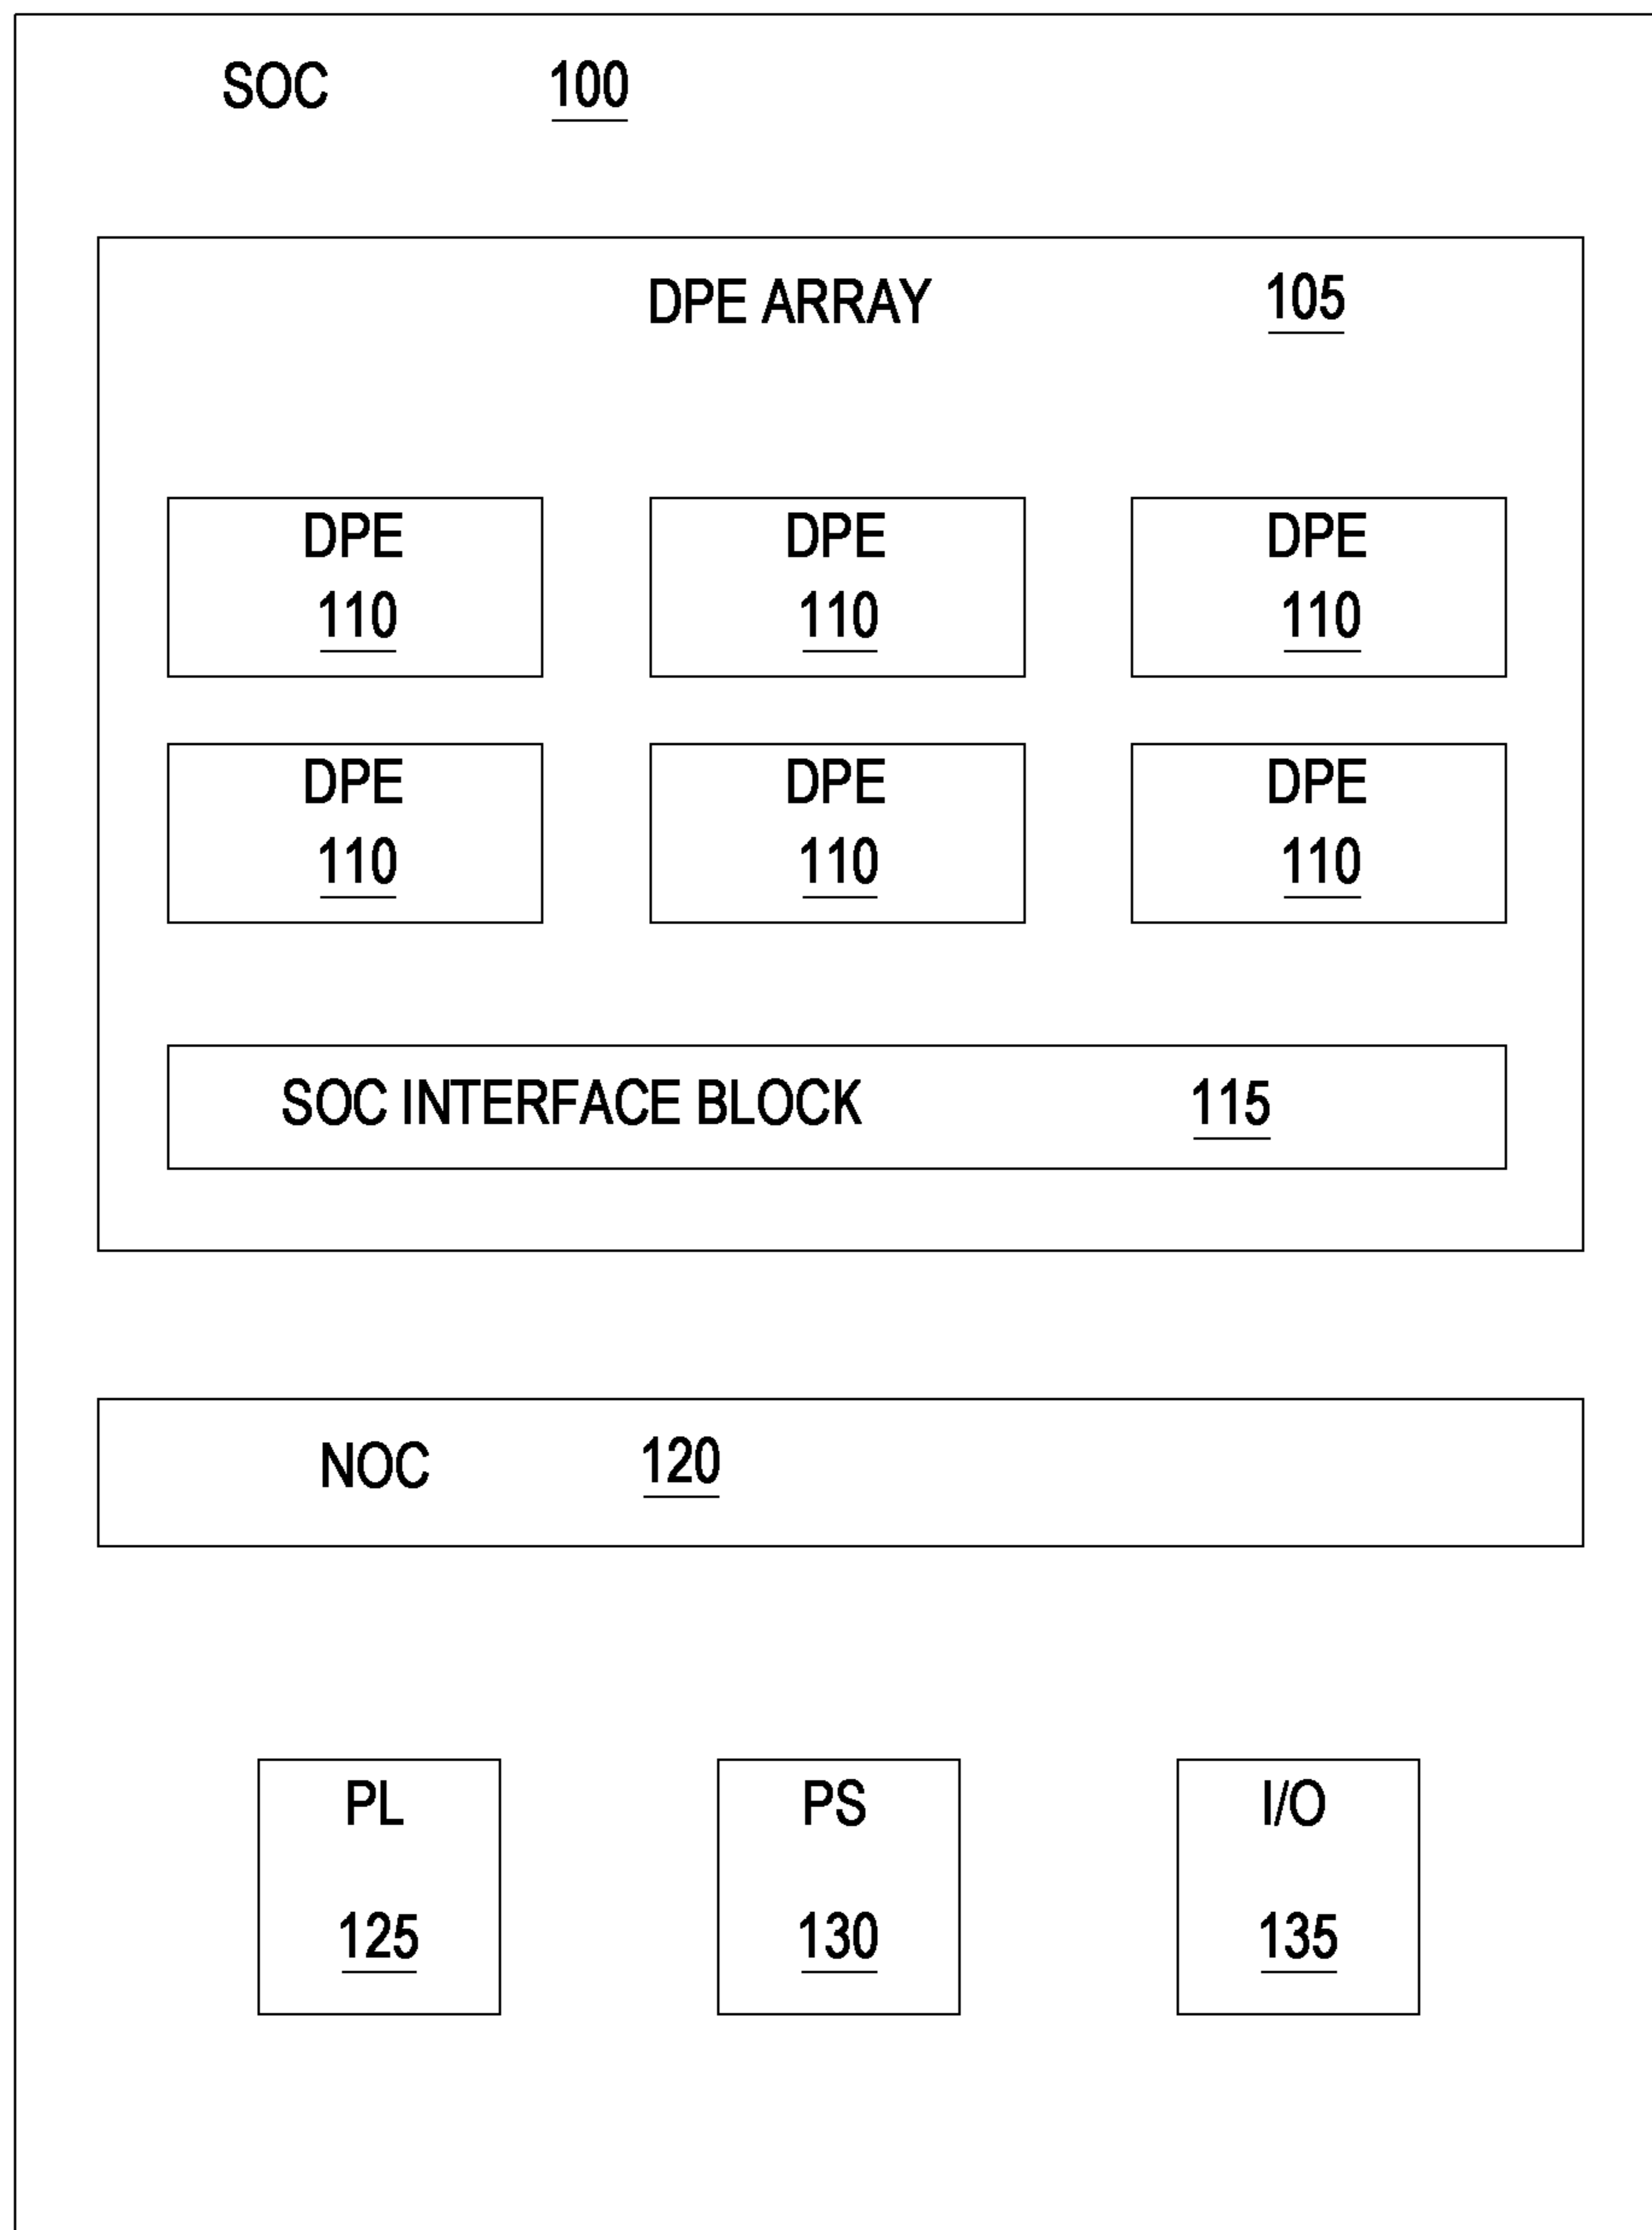 SOC 100
DPE ARRAY 105
DPE DPE DPE
110 110 110
DPE DPE DPE
110 110 110
SOC INTERFACE BLOCK 115
NOC 120
PL PS I/O
125 130 135